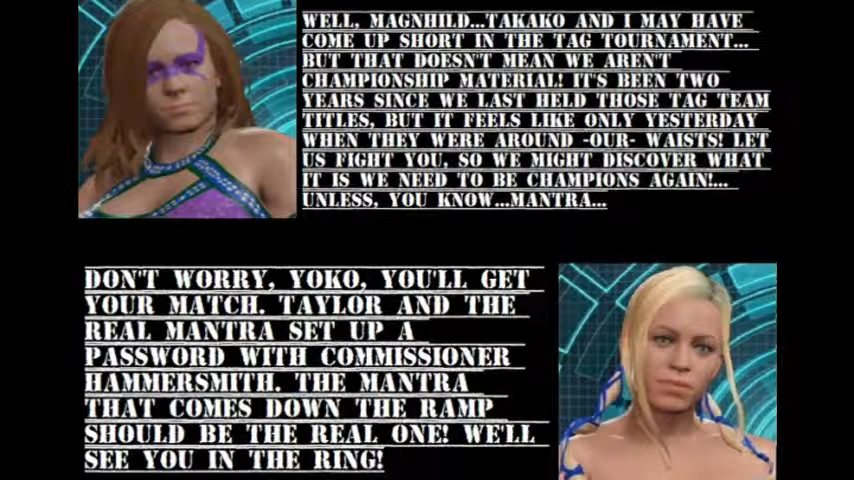 WELL, MAGNHILD...TAKAKO AND I MAY HAVE
COME UP SHORT IN THE TAG TOURNAMENT...
BUT THAT DOESN'T MEAN WE AREN'T
CHAMPIONSHIP MATERIAL! IT'S BEEN TWO
YEARS SINCE WE LAST HELD THOSE TAG TEAM
TITLES, BUT IT FEELS LIKE ONLY YESTERDAY
WHEN THEY WERE AROUND -OUR- WAISTS! LET
US FIGHT YOU, SO WE MIGHT DISCOVER WHAT
IT IS WE NEED TO BE CHAMPIONS AGAIN!...
UNLESS, YOU KNOW...MANTRA...
DON'T WORRY, YOKO, YOU'LL GET
YOUR MATCH. TAYLOR AND THE
REAL MANTRA SET UP A
PASSWORD WITH COMMISSIONER
HAMMERSMITH. THE MANTRA
THAT COMES DOWN THE RAMP
SHOULD BE THE REAL ONE! WE'LL
SEE YOU IN THE RING!